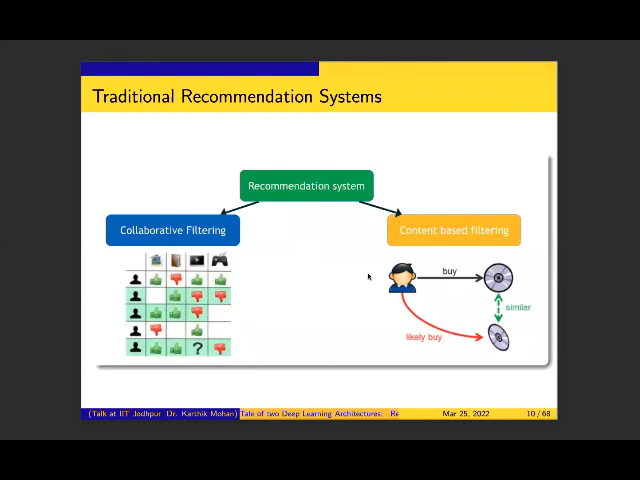 Traditional Recommendation Systems
Recommendation system
Collaborative Filtering
Content based filtering
buy
similar
likely buy
?
(Talk at IIT Jodhpur Dr. Karthik Mohan) Tale of two Deep Learning Architectures: Re Mar 25, 2022 10 / 68